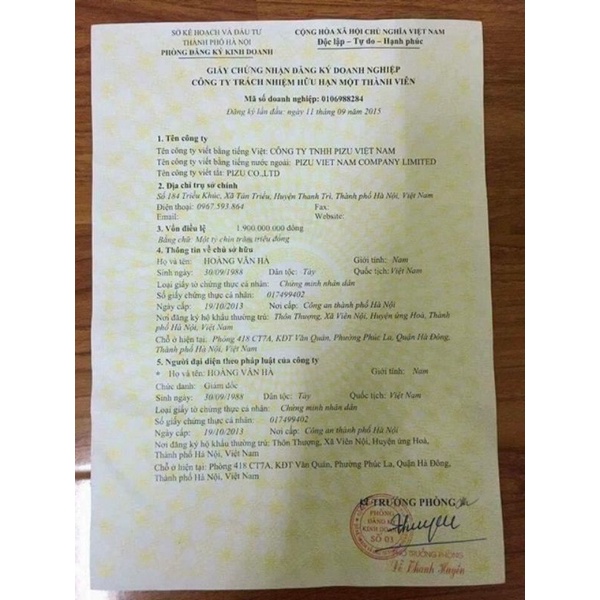 SỞ KẾ HOẠCH VÀ ĐẦU TƯ
THÀNH PHỐ HÀ NỘI
PHÒNG ĐĂNG KÝ KINH DOANH
CỘNG HÒA XÃ HỘI CHỦ NGHĨA VIỆT NAM
Độc lập - Tự do - Hạnh phúc
GIẤY CHỨNG NHẬN ĐĂNG KÝ DOANH NGHIỆP
CÔNG TY TRÁCH NHIỆM HỮU HẠN MỘT THÀNH VIÊN
Mã số doanh nghiệp: 0106988284
Đăng ký lần đầu: ngày 11 tháng 09 năm 2015
1. Tên công ty
Tên công ty viết bằng tiếng Việt: CÔNG TY TNHH PIZU VIỆT NAM
Tên công ty viết bằng tiếng nước ngoài: PIZU VIET NAM COMPANY LIMITED
Tên công ty viết tắt: PIZU CO.,LTD
2. Địa chỉ trụ sở chính
Số 184 Triều Khúc, Xã Tân Triều, Huyện Thanh Trì, Thành phố Hà Nội, Việt Nam
Điện thoại: 0967.593.864 Fax:
Email: Website:
3. Vốn điều lệ 1.900.000.000 đồng
Bằng chữ: Một tỷ chín trăm triệu đồng
4. Thông tin về chủ sở hữu
Họ và tên: HOÀNG VĂN HÀ Giới tính: Nam
Sinh ngày: 30/09/1988 Dân tộc: Tày Quốc tịch: Việt Nam
Loại giấy tờ chứng thực cá nhân: Chứng minh nhân dân
Số giấy chứng thực cá nhân: 017499402
Ngày cấp: 19/10/2013 Nơi cấp: Công an thành phố Hà Nội
Nơi đăng ký hộ khẩu thường trú: Thôn Thượng, Xã Viên Nội, Huyện ứng Hoà, Thành
phố Hà Nội, Việt Nam
Chỗ ở hiện tại: Phòng 418 CT7A, KĐT Văn Quán, Phường Phúc La, Quận Hà Đông,
Thành phố Hà Nội, Việt Nam
5. Người đại diện theo pháp luật của công ty
* Họ và tên: HOÀNG VĂN HÀ Giới tính: Nam
Chức danh: Giám đốc
Sinh ngày: 30/09/1988 Dân tộc: Tày Quốc tịch: Việt Nam
Loại giấy tờ chứng thực cá nhân: Chứng minh nhân dân
Số giấy chứng thực cá nhân: 017499402
Ngày cấp: 19/10/2013 Nơi cấp: Công an thành phố Hà Nội
Nơi đăng ký hộ khẩu thường trú: Thôn Thượng, Xã Viên Nội, Huyện ứng Hoà,
Thành phố Hà Nội, Việt Nam
Chỗ ở hiện tại: Phòng 418 CT7A, KĐT Văn Quán, Phường Phúc La, Quận Hà Đông,
Thành phố Hà Nội, Việt Nam
TRƯỞNG PHÒNG
PHÒNG
ĐĂNG KÝ
KINH DOANH
SỐ 03
PHÓ TRƯỞNG PHÒNG
Thanh Huyền